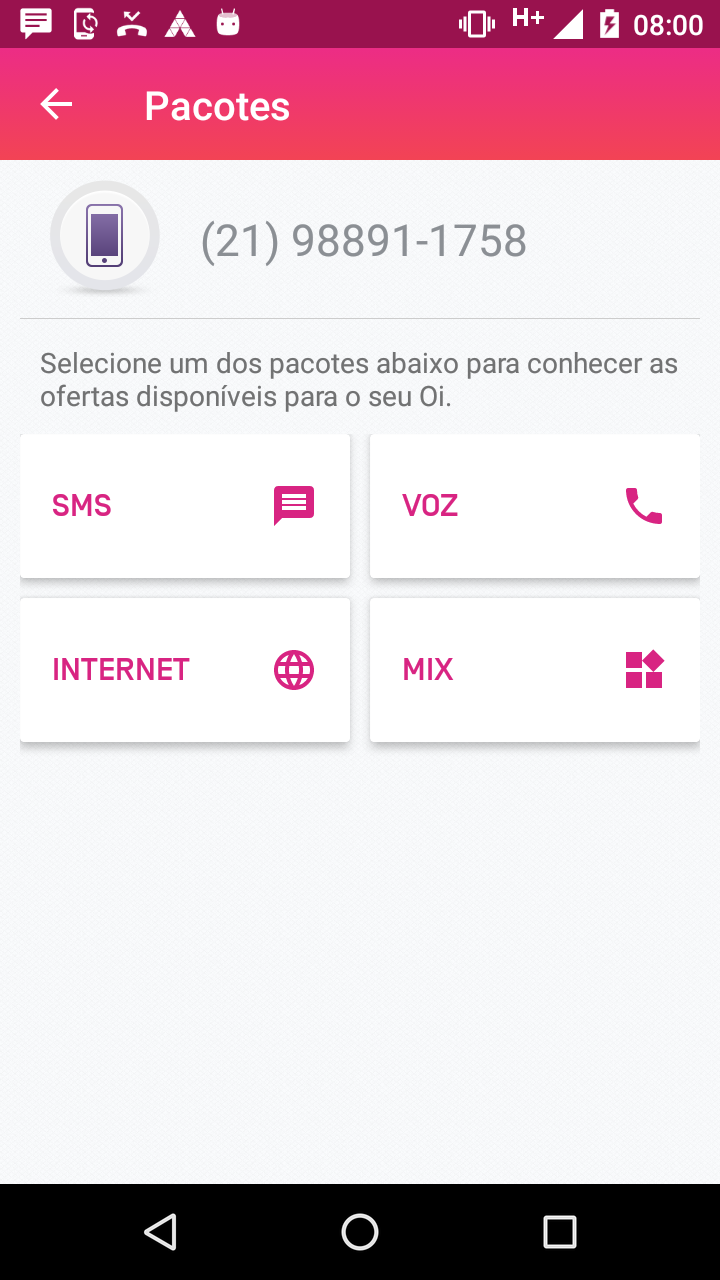 H+ 08:00
Pacotes
(21) 98891-1758
Selecione um dos pacotes abaixo para conhecer as
ofertas disponíveis para o seu Oi.
SMS
VOZ
INTERNET
MIX